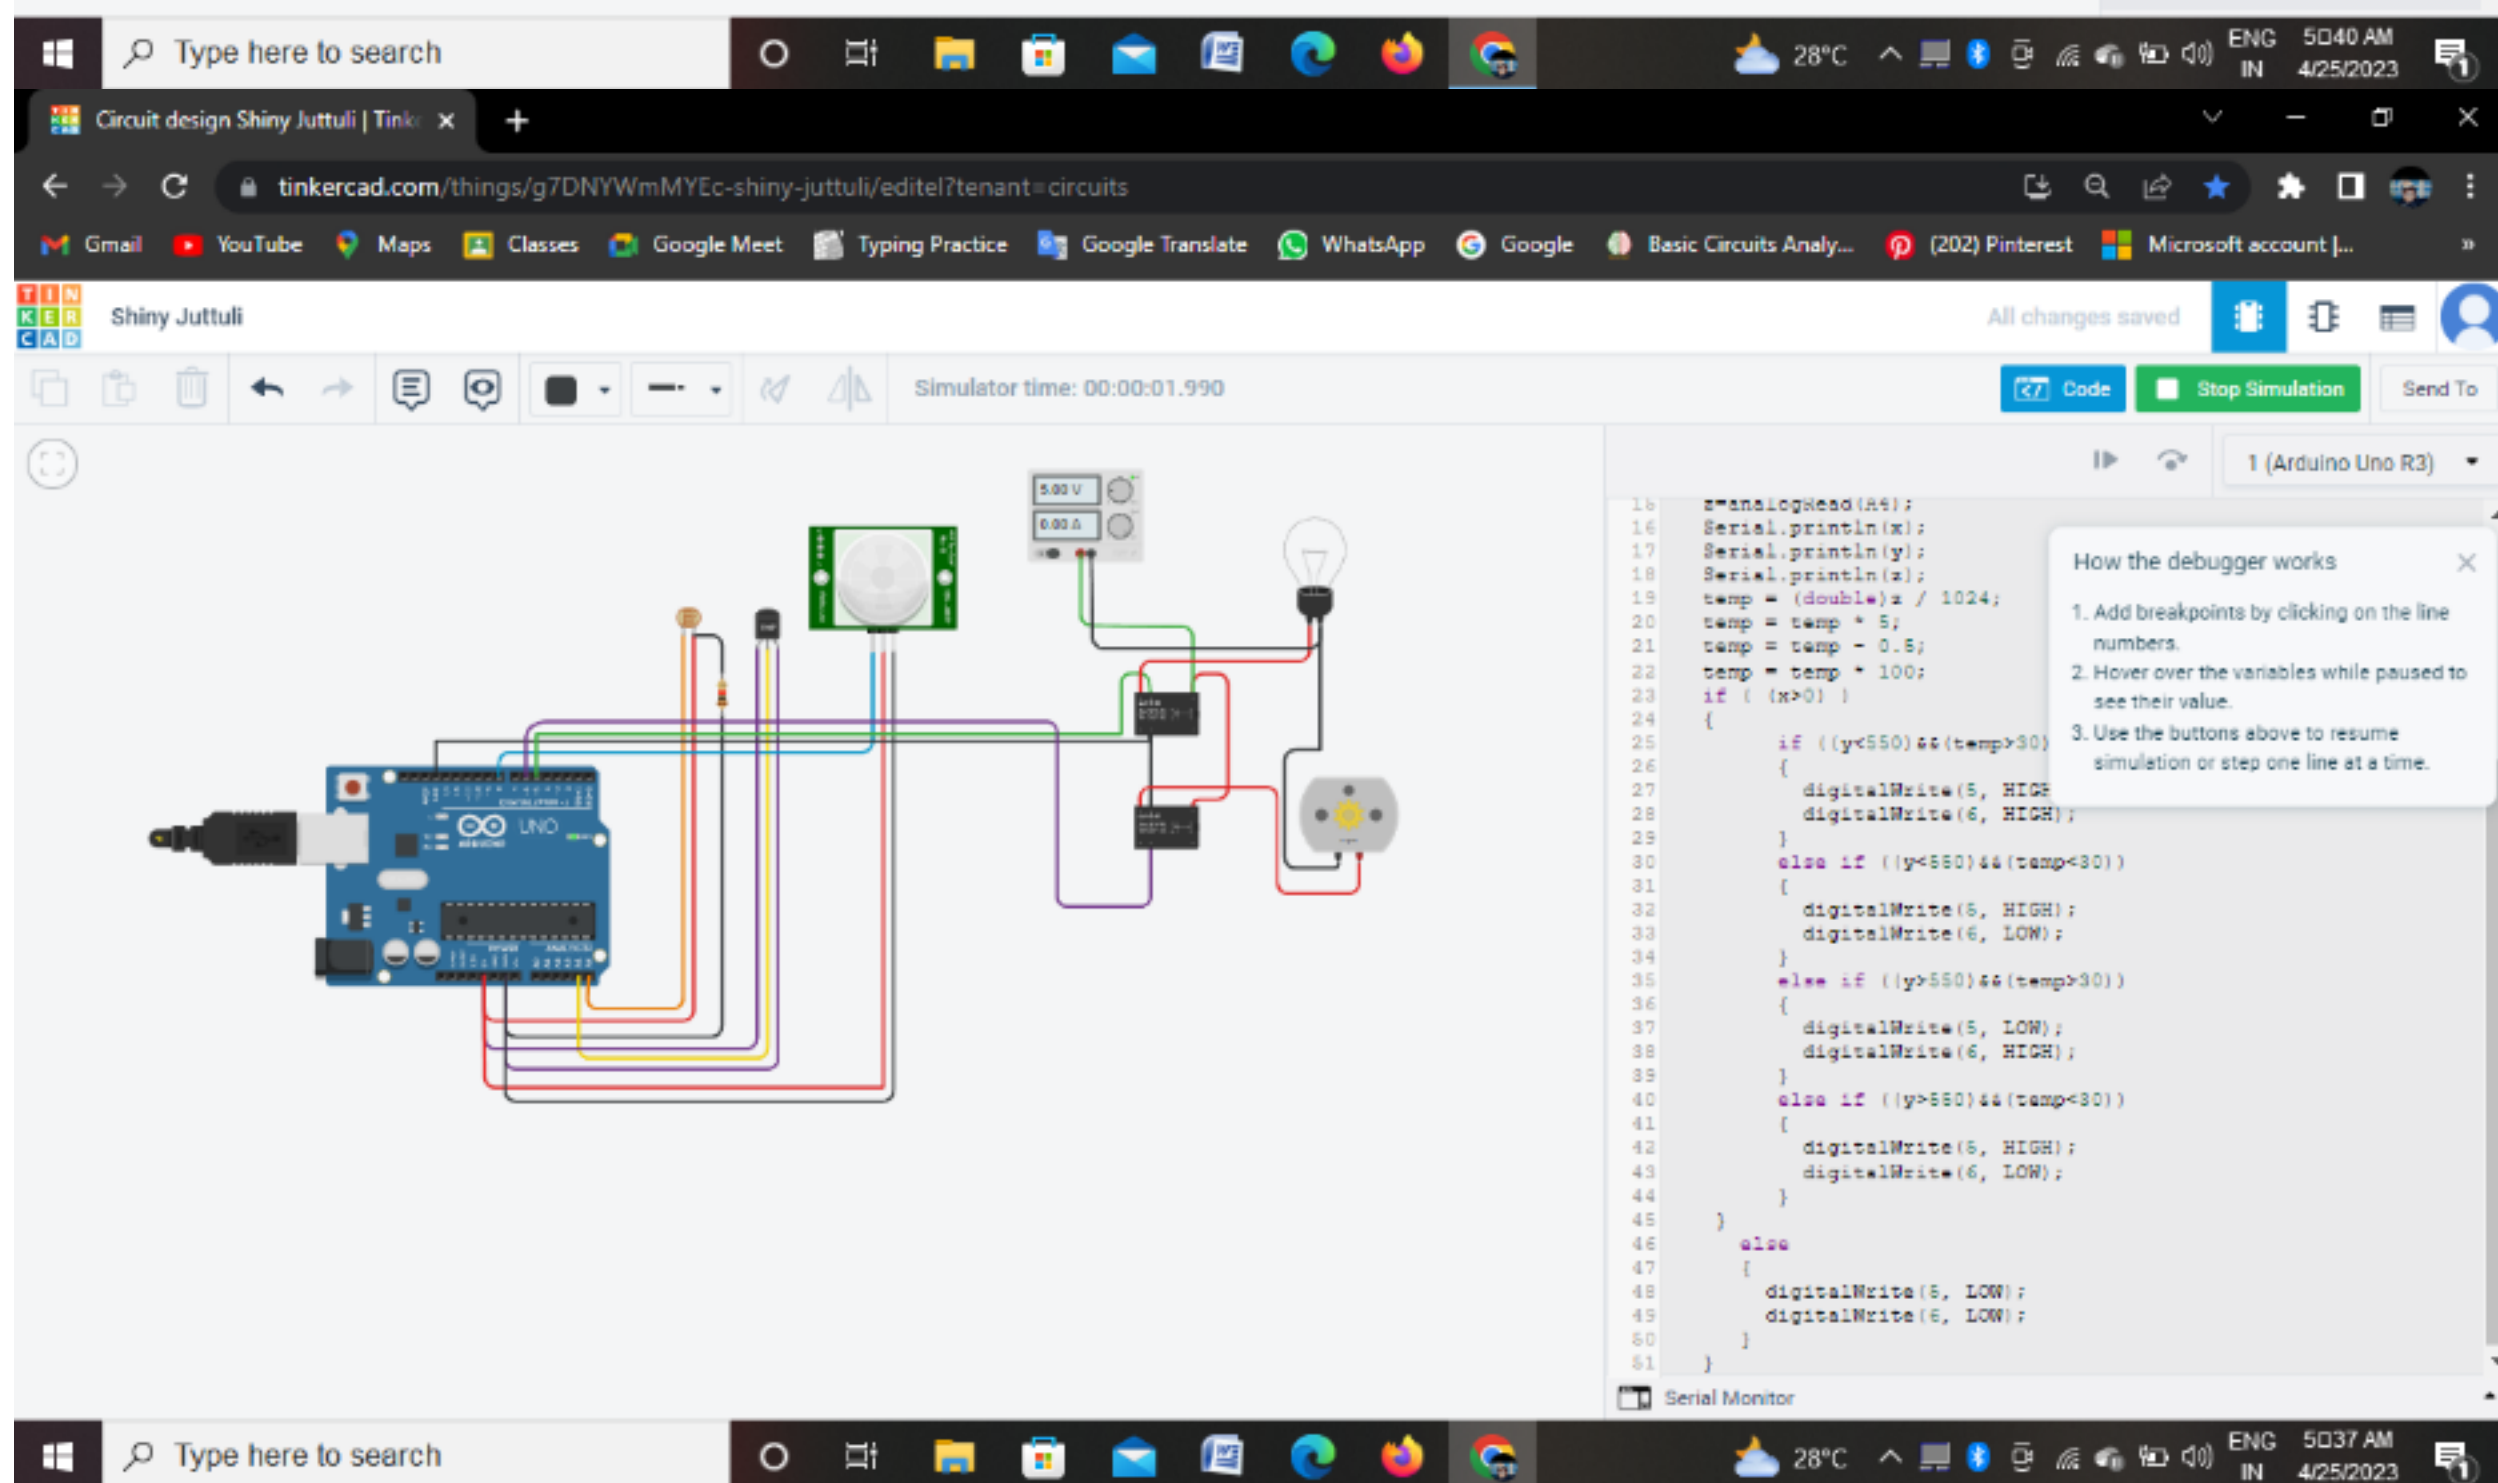 Type here to search
28°C
ENG
IN
5:40 AM
4/25/2023
1
Circuit design Shiny Juttuli | Tink
tinkercad.com/things/g7DNYWmMYEc-shiny-juttuli/editel?tenant=circuits
Gmail YouTube Maps Classes Google Meet Typing Practice Google Translate WhatsApp Google Basic Circuits Analy... (202) Pinterest Microsoft account |... »
TINKERCAD
Shiny Juttuli
All changes saved
Simulator time: 00:00:01.990
Code
Stop Simulation
Send To
1 (Arduino Uno R3)
5.00 V
0.00 A
UNO
ARDUINO
15 z=analogRead(A4);
16 Serial.println(x);
17 Serial.println(y);
18 Serial.println(z);
19 temp = (double)z / 1024;
20 temp = temp * 5;
21 temp = temp - 0.5;
22 temp = temp * 100;
23 if ( (x>0) )
24 {
25 if ((y<550)&&(temp>30)
26 {
27 digitalWrite(5, HIGH
28 digitalWrite(6, HIGH);
29 }
30 else if ((y<550)&&(temp<30))
31 {
32 digitalWrite(5, HIGH);
33 digitalWrite(6, LOW);
34 }
35 else if ((y>550)&&(temp>30))
36 {
37 digitalWrite(5, LOW);
38 digitalWrite(6, HIGH);
39 }
40 else if ((y>550)&&(temp<30))
41 {
42 digitalWrite(5, HIGH);
43 digitalWrite(6, LOW);
44 }
45 }
46 else
47 {
48 digitalWrite(5, LOW);
49 digitalWrite(6, LOW);
50 }
51 }
How the debugger works
1. Add breakpoints by clicking on the line
numbers.
2. Hover over the variables while paused to
see their value.
3. Use the buttons above to resume
simulation or step one line at a time.
Serial Monitor
Type here to search
28°C
ENG
IN
5:37 AM
4/25/2023
1